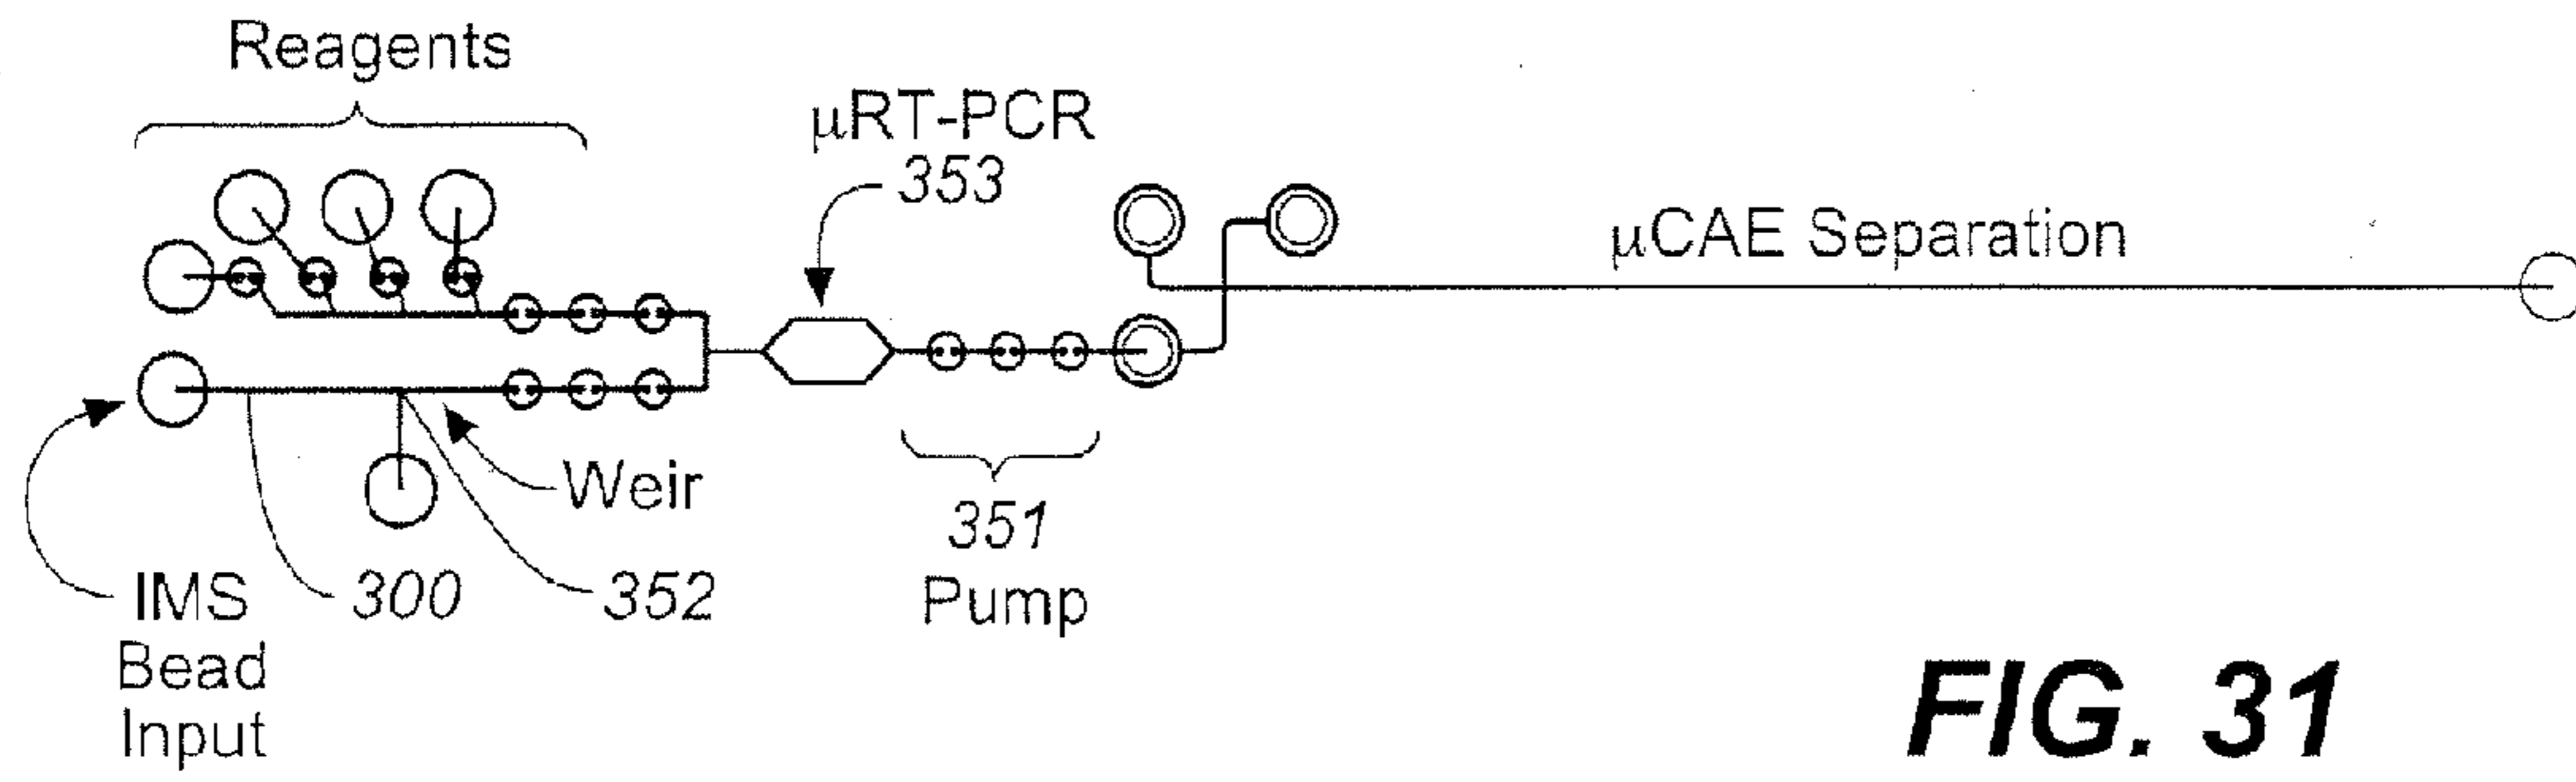 Reagents
μRT-PCR
353
μCAE Separation
Weir
351
Pump
IMS
Bead
Input
300
352
FIG. 31